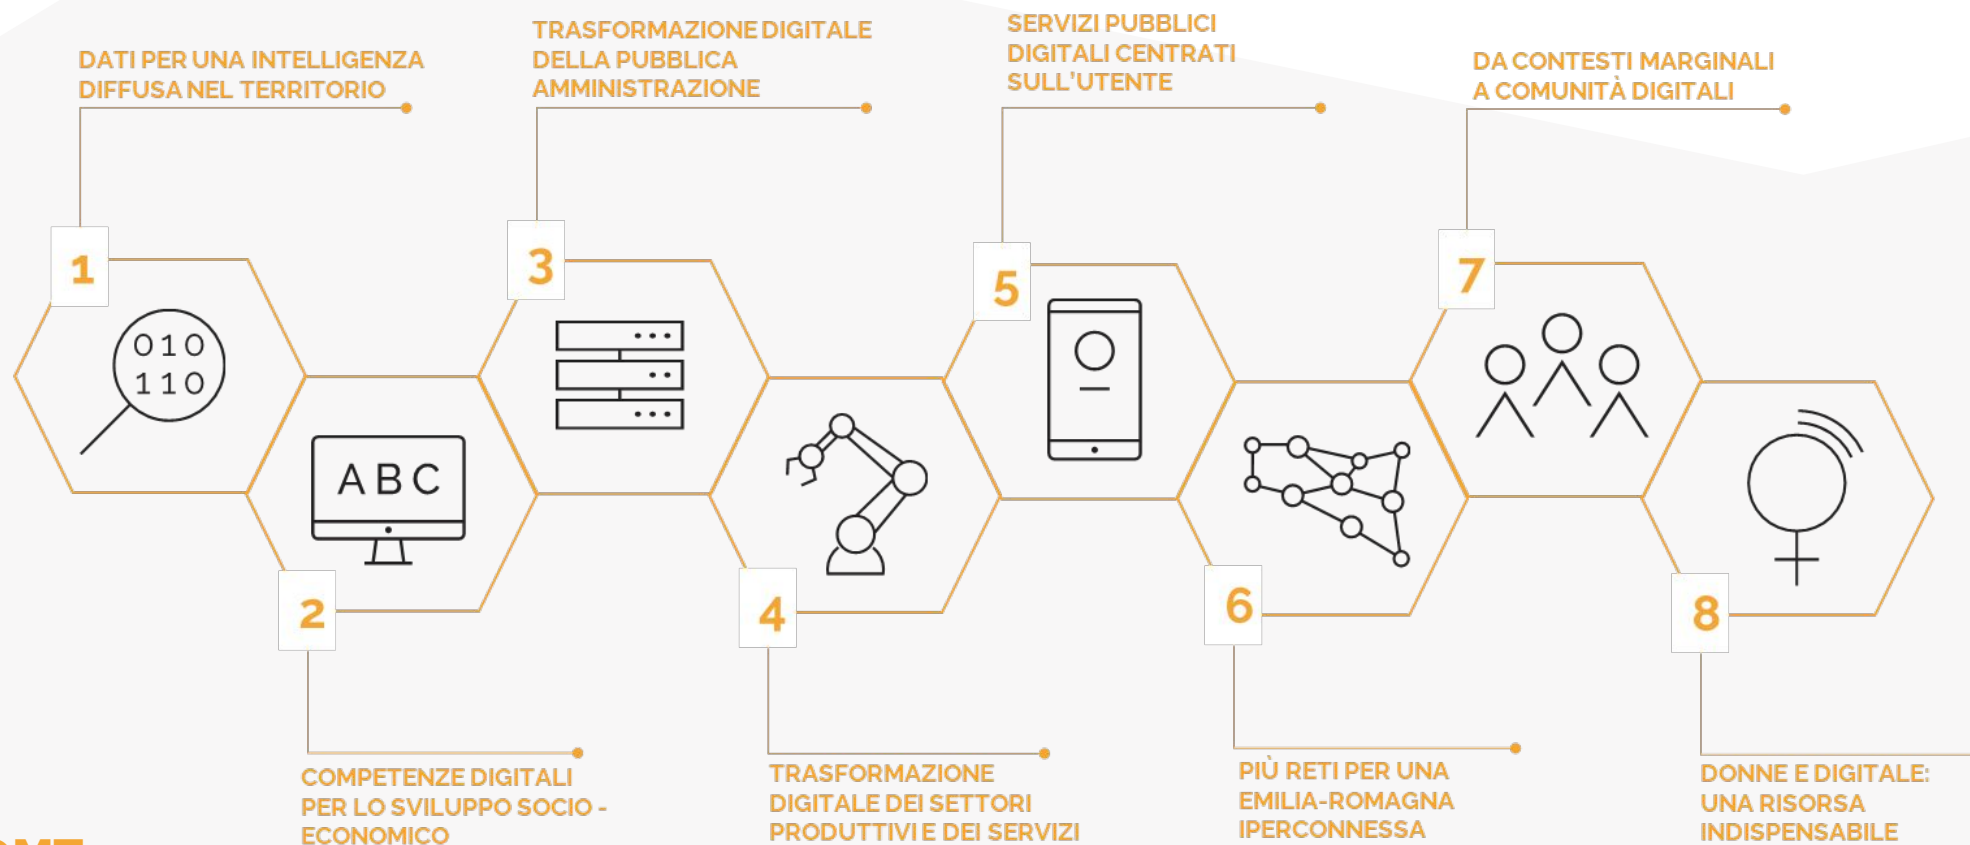 DATI PER UNA INTELLIGENZA
DIFFUSA NEL TERRITORIO
TRASFORMAZIONE DIGITALE
DELLA PUBBLICA
AMMINISTRAZIONE
SERVIZI PUBBLICI
DIGITALI CENTRATI
SULL'UTENTE
DA CONTESTI MARGINALI
A COMUNITÀ DIGITALI
1
3
5
7
010
110
ABC
2
4
6
8
COMPETENZE DIGITALI
PER LO SVILUPPO SOCIO -
ECONOMICO
TRASFORMAZIONE
DIGITALE DEI SETTORI
PRODUTTIVI E DEI SERVIZI
PIÙ RETI PER UNA
EMILIA-ROMAGNA
IPERCONNESSA
DONNE E DIGITALE:
UNA RISORSA
INDISPENSABILE